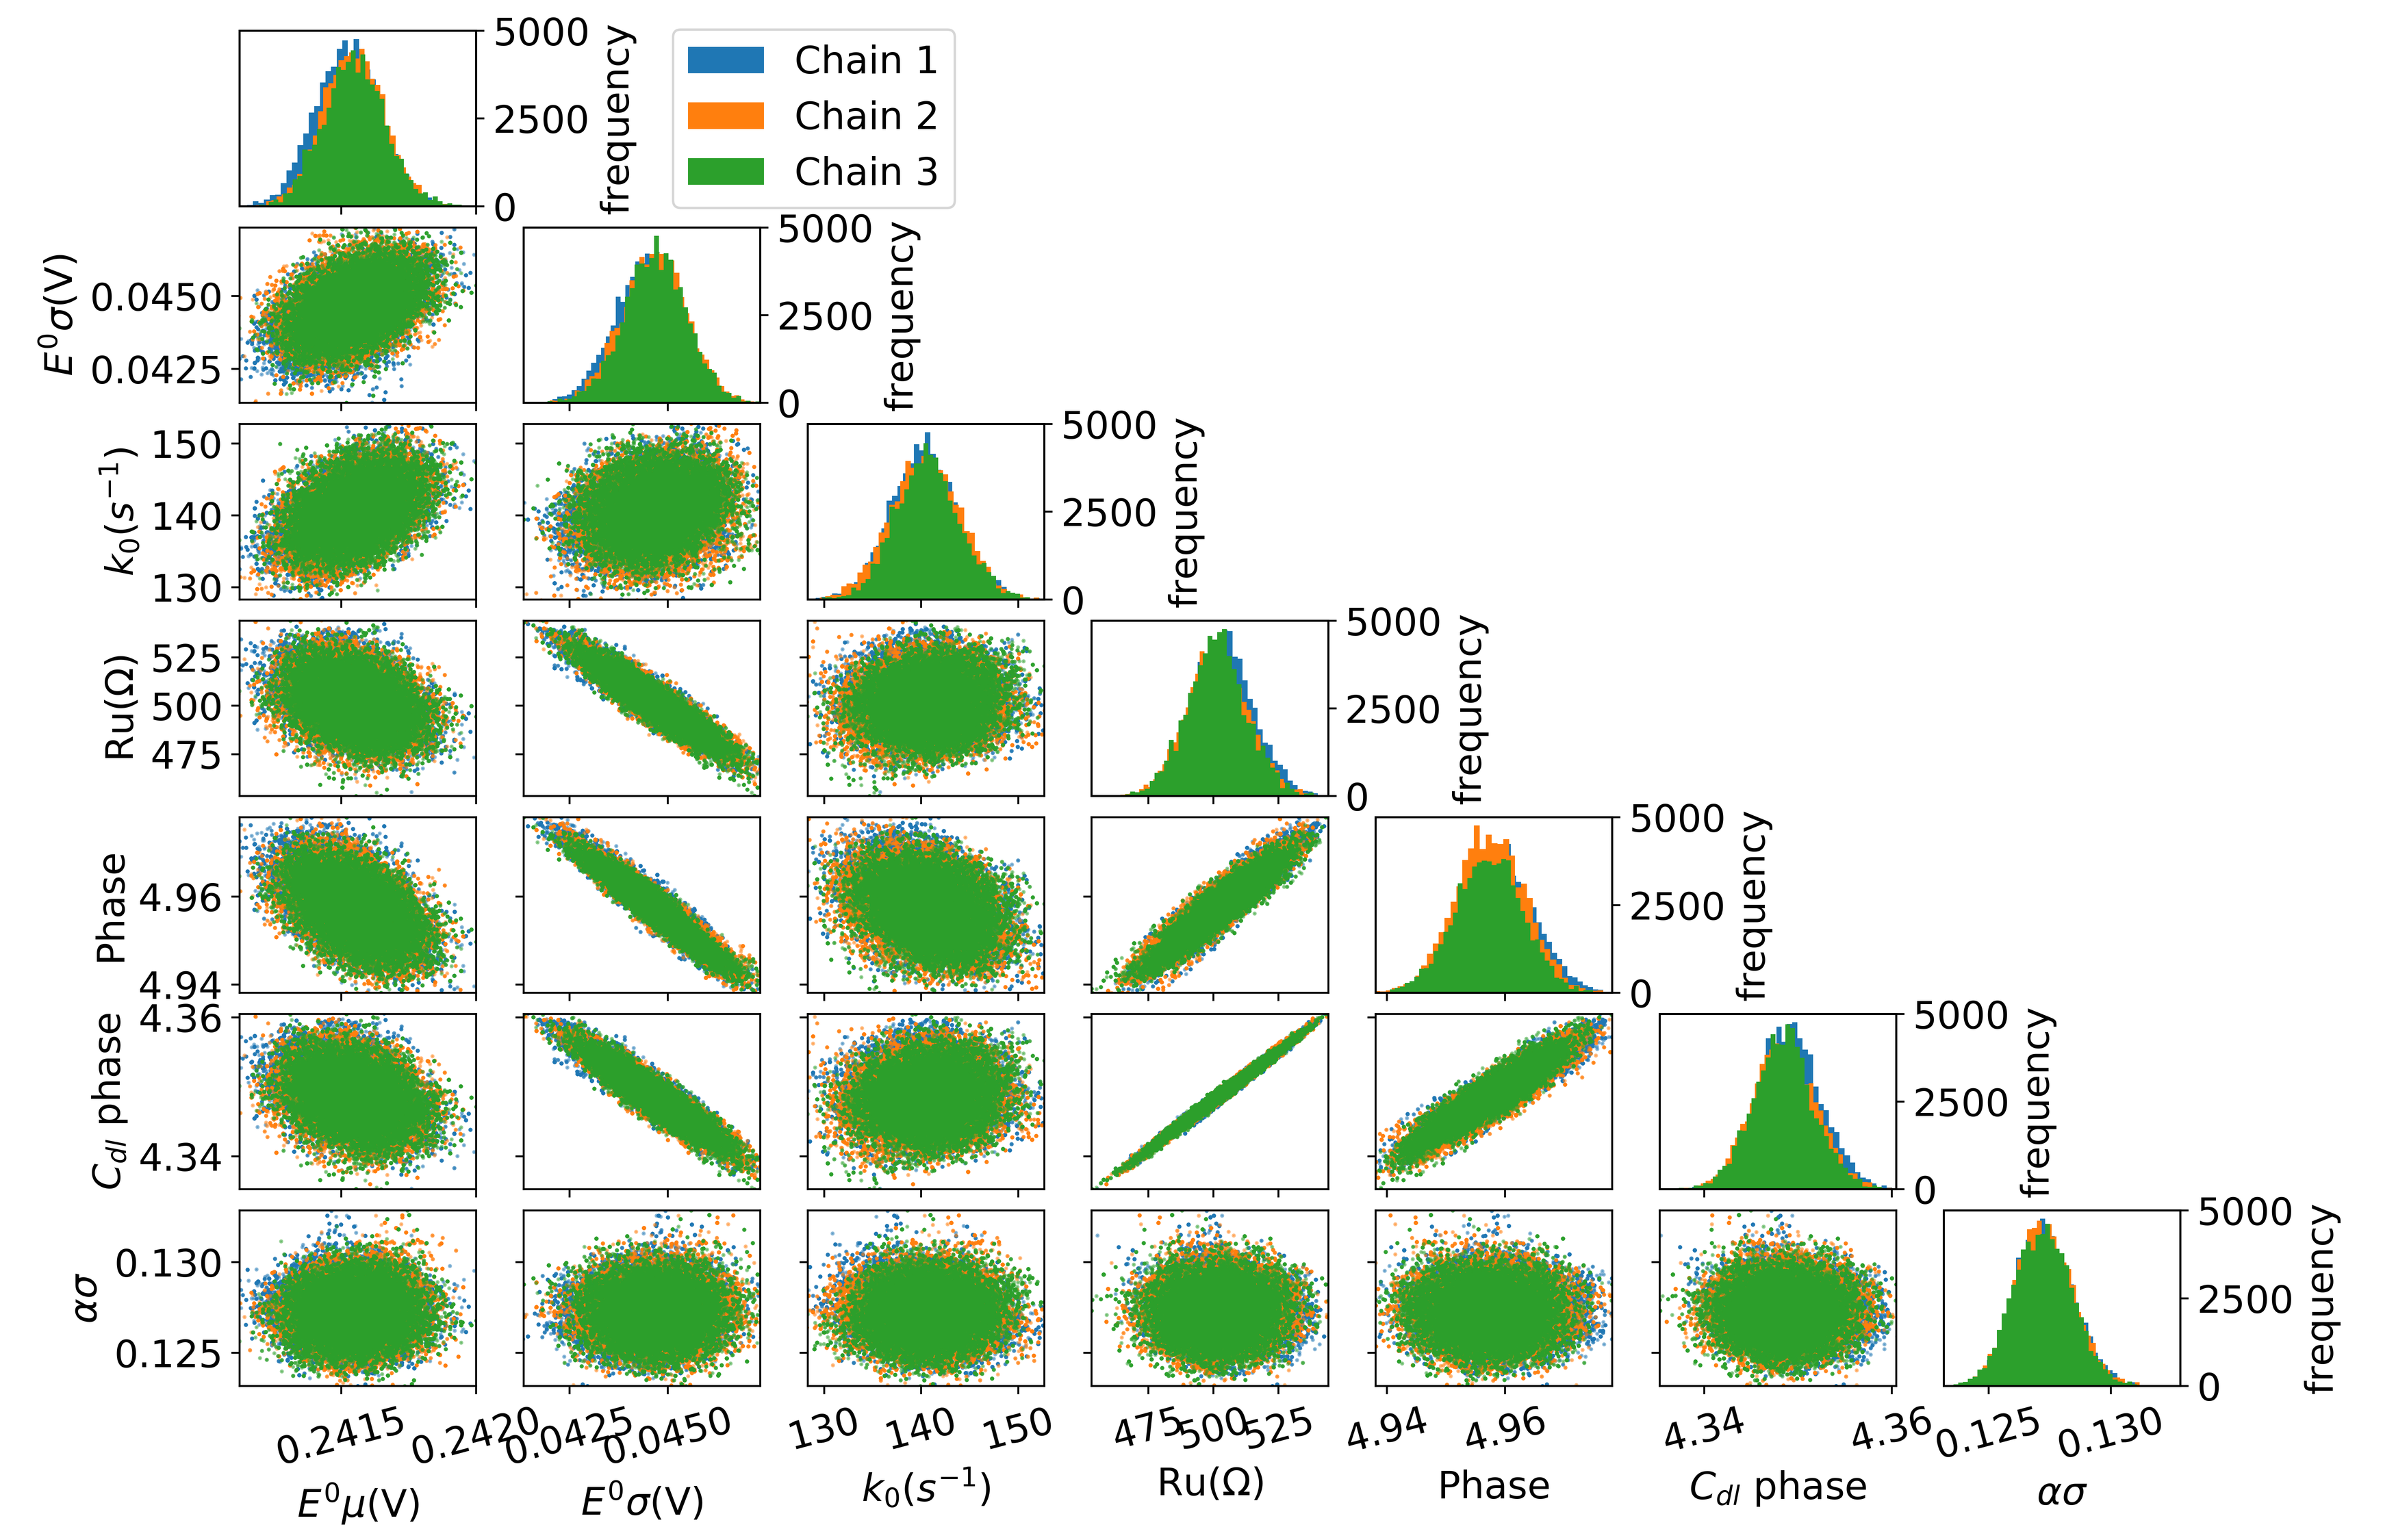 5000
2500
0
frequency
Chain 1
Chain 2
Chain 3
E⁰σ(V)
0.0450
0.0425
5000
2500
0
frequency
k₀(s⁻¹)
150
140
130
5000
2500
0
frequency
Ru(Ω)
525
500
475
5000
2500
0
frequency
Phase
4.96
4.94
5000
2500
0
frequency
C_dl phase
4.36
4.34
5000
2500
0
frequency
ασ
0.130
0.125
5000
2500
0
frequency
0.2415 0.2420 0.0425 0.0450 130 140 150 475 500 525 4.94 4.96 4.34 4.36 0.125 0.130
E⁰μ(V) E⁰σ(V) k₀(s⁻¹) Ru(Ω) Phase C_dl phase ασ